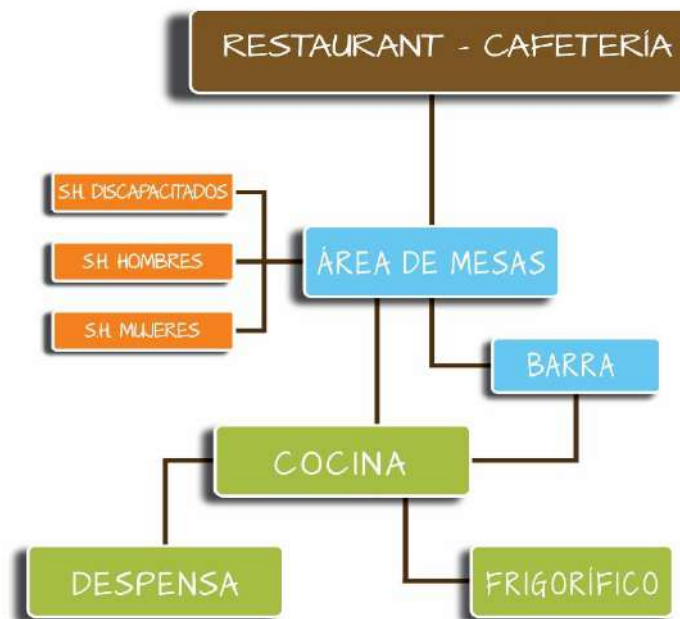 RESTAURANT - CAFETERÍA
S.H. DISCAPACITADOS
S.H. HOMBRES
ÁREA DE MESAS
S.H. MUJERES
BARRA
COCINA
DESPENSA
FRIGORÍFICO